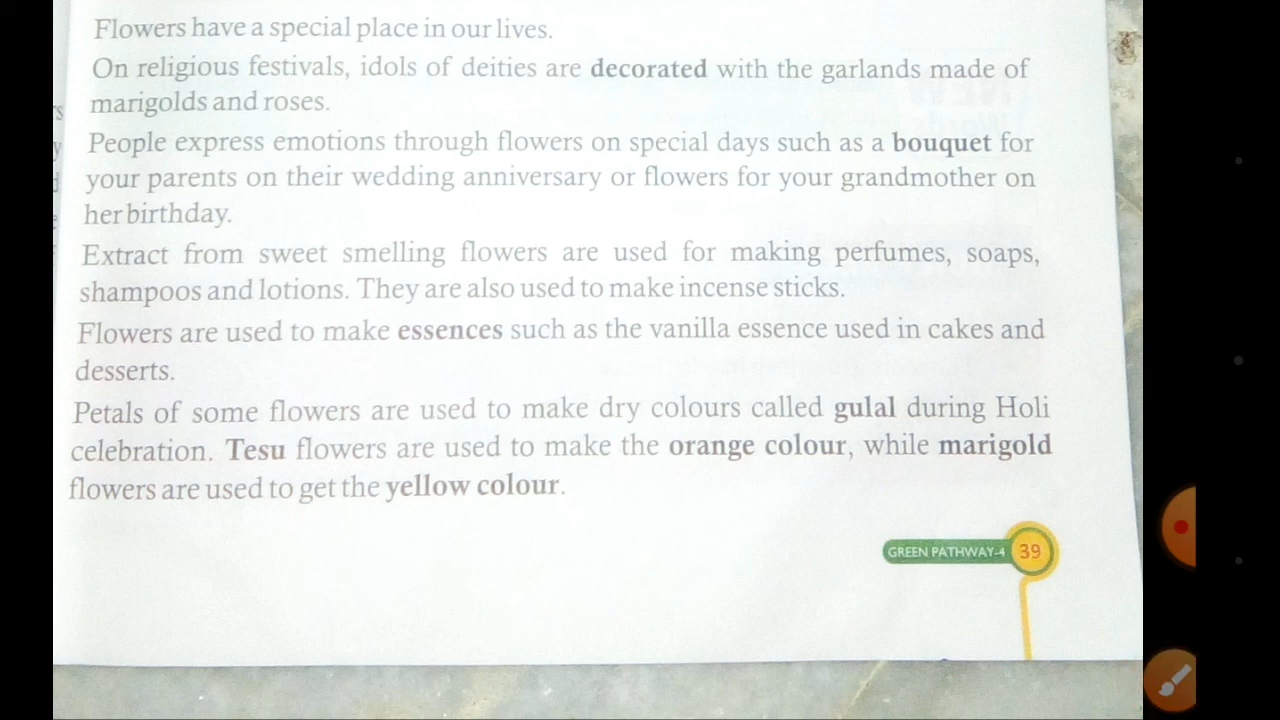 Flowers have a special place in our lives.
On religious festivals, idols of deities are decorated with the garlands made of
marigolds and roses.
People express emotions through flowers on special days such as a bouquet for
your parents on their wedding anniversary or flowers for your grandmother on
her birthday.
Extract from sweet smelling flowers are used for making perfumes, soaps,
shampoos and lotions. They are also used to make incense sticks.
Flowers are used to make essences such as the vanilla essence used in cakes and
desserts.
Petals of some flowers are used to make dry colours called gulal during Holi
celebration. Tesu flowers are used to make the orange colour, while marigold
flowers are used to get the yellow colour.
GREEN PATHWAY-4 39